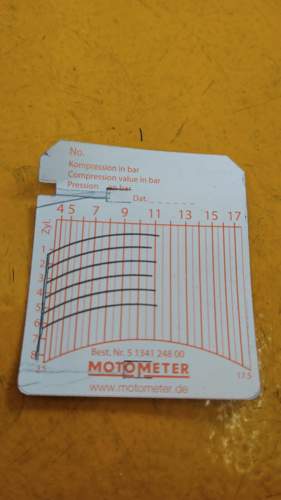 No.
Kompression in bar
Compression value in bar
Pression en bar
Dat.
4 5 7 9 11 13 15 17
Zyl.
1
2
3
4
5
6
7
8
17.5
Best. Nr. 5 1341 248 00
MOTOMETER
www.motometer.de